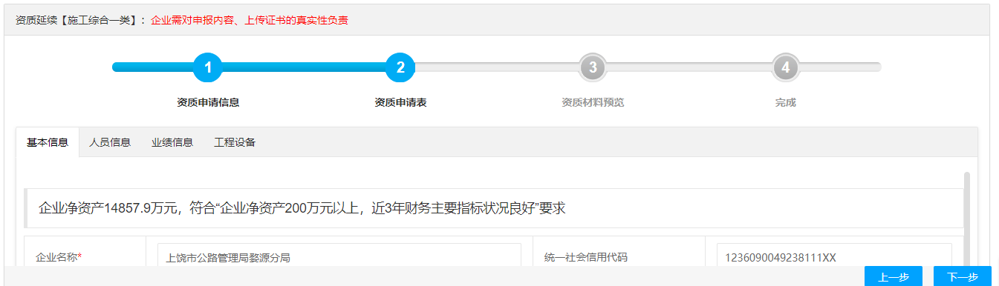 资质延续【施工综合一类】：企业需对申报内容、上传证书的真实性负责
1 2 3 4
资质申请信息 资质申请表 资质材料预览 完成
基本信息 人员信息 业绩信息 工程设备
企业净资产14857.9万元，符合“企业净资产200万元以上，近3年财务主要指标状况良好”要求
企业名称* 上饶市公路管理局婺源分局 统一社会信用代码 1236090049238111XX
上一步 下一步